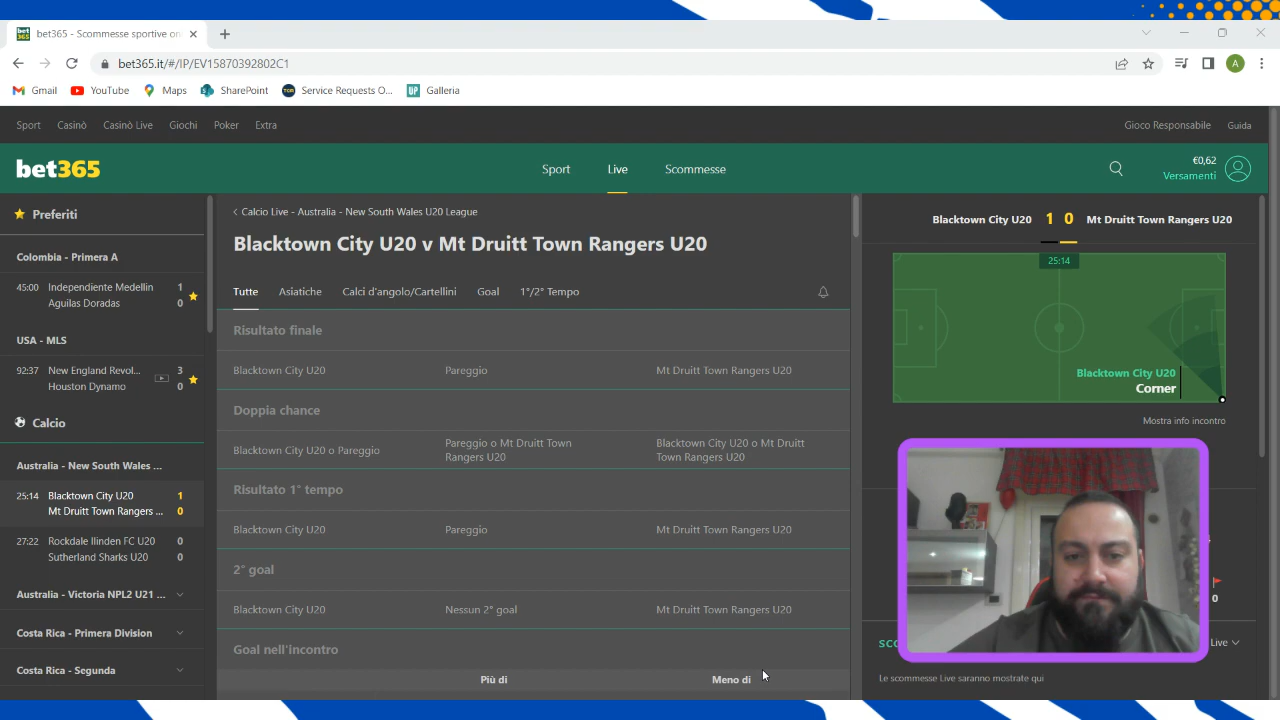 bet365 - Scommesse sportive on
bet365.it/#/IP/EV15870392802C1
A
Gmail
YouTube
Maps
SharePoint
Service Requests O...
Galleria
Sport
Casinò
Casinò Live
Giochi
Poker
Extra
Gioco Responsabile
Guida
bet365
Sport
Live
Scommesse
€0,62
Versamenti
Preferiti
Colombia - Primera A
45:00 Independiente Medellin 1
Aguilas Doradas 0
USA - MLS
92:37 New England Revol... 3
Houston Dynamo 0
Calcio
Australia - New South Wales ...
25:14 Blacktown City U20 1
Mt Druitt Town Rangers ... 0
27:22 Rockdale Ilinden FC U20 0
Sutherland Sharks U20 0
Australia - Victoria NPL2 U21 ...
Costa Rica - Primera Division
Costa Rica - Segunda
Calcio Live - Australia - New South Wales U20 League
Blacktown City U20 v Mt Druitt Town Rangers U20
Tutte
Asiatiche
Calci d'angolo/Cartellini
Goal
1°/2° Tempo
Risultato finale
Blacktown City U20
Pareggio
Mt Druitt Town Rangers U20
Doppia chance
Blacktown City U20 o Pareggio
Pareggio o Mt Druitt Town
Rangers U20
Blacktown City U20 o Mt Druitt
Town Rangers U20
Risultato 1° tempo
Blacktown City U20
Pareggio
Mt Druitt Town Rangers U20
2° goal
Blacktown City U20
Nessun 2° goal
Mt Druitt Town Rangers U20
Goal nell'incontro
Più di
Meno di
Blacktown City U20 1 0 Mt Druitt Town Rangers U20
25:14
Blacktown City U20
Corner
Mostra info incontro
0
Live
Le scommesse Live saranno mostrate qui